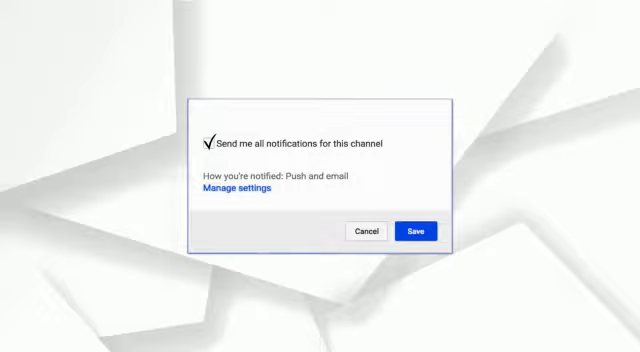 Send me all notifications for this channel
How you're notified: Push and email
Manage settings
Cancel
Save